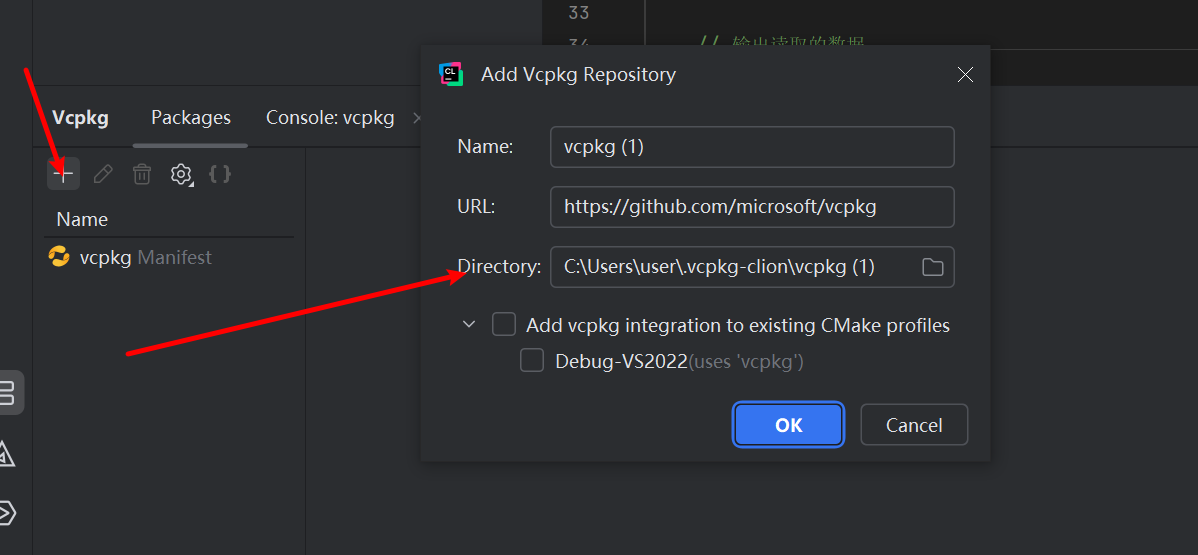 33
34 // 输出读取的数据
Add Vcpkg Repository
Vcpkg Packages Console: vcpkg
Name: vcpkg (1)
URL: https://github.com/microsoft/vcpkg
Directory: C:\Users\user\.vcpkg-clion\vcpkg (1)
Name
vcpkg Manifest
Add vcpkg integration to existing CMake profiles
Debug-VS2022(uses 'vcpkg')
OK Cancel